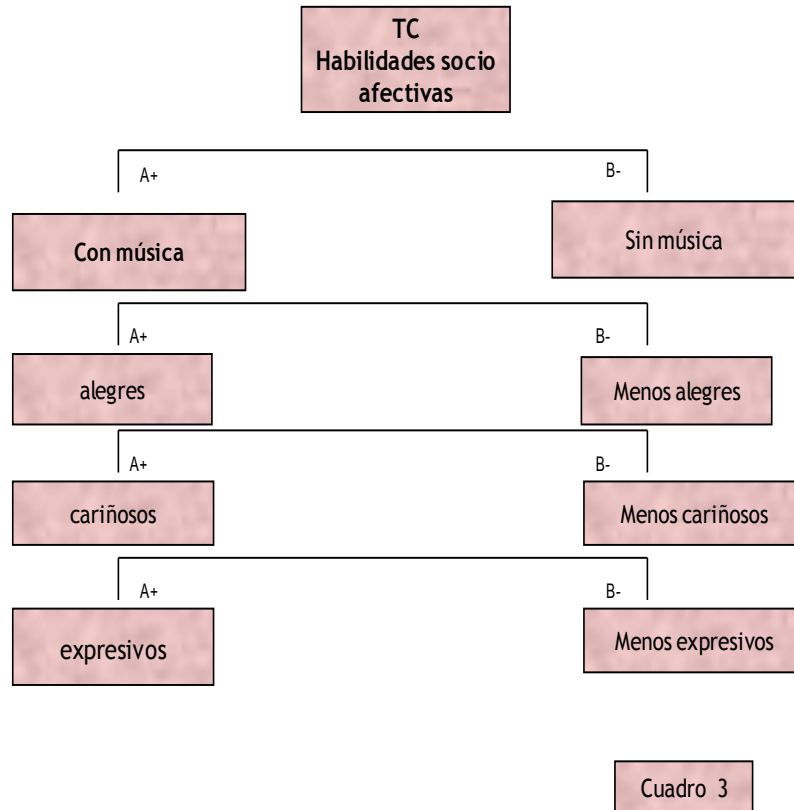 TC
Habilidades socio
afectivas
A+
B-
Con música
Sin música
A+
B-
alegres
Menos alegres
A+
B-
cariñosos
Menos cariñosos
A+
B-
expresivos
Menos expresivos
Cuadro 3